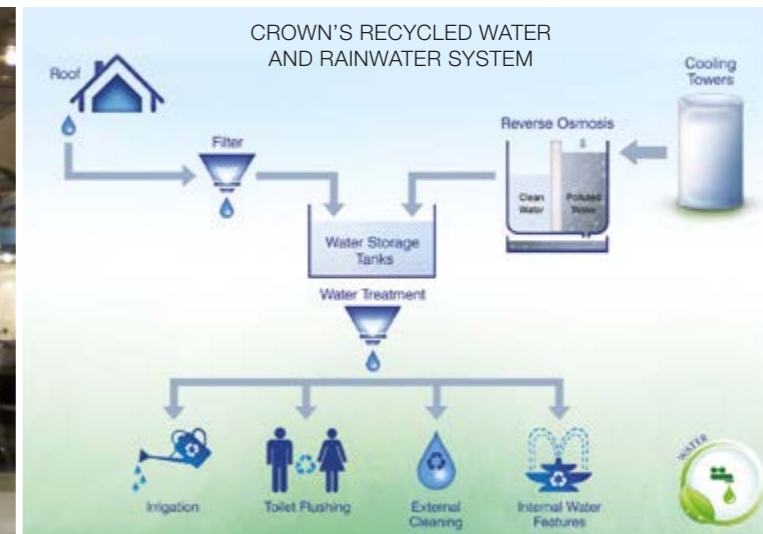 CROWN'S RECYCLED WATER
AND RAINWATER SYSTEM
Roof
Cooling
Towers
Reverse Osmosis
Filter
Clean
Water
Polluted
Water
Water Storage
Tanks
Water Treatment
Irrigation
Toilet Flushing
External
Cleaning
Internal Water
Features
WATER